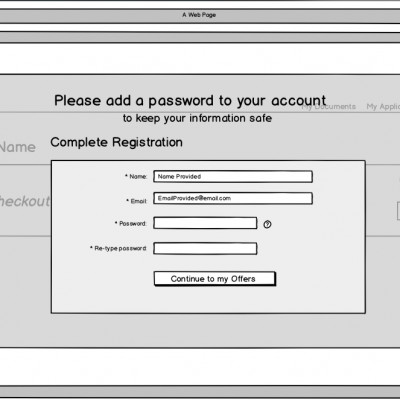 A Web Page
Please add a password to your account
to keep your information safe
My Documents My Applic
Name
Complete Registration
* Name: Name Provided
heckout
* Email: EmailProvided@email.com
* Password: ?
* Re-type password:
Continue to my Offers